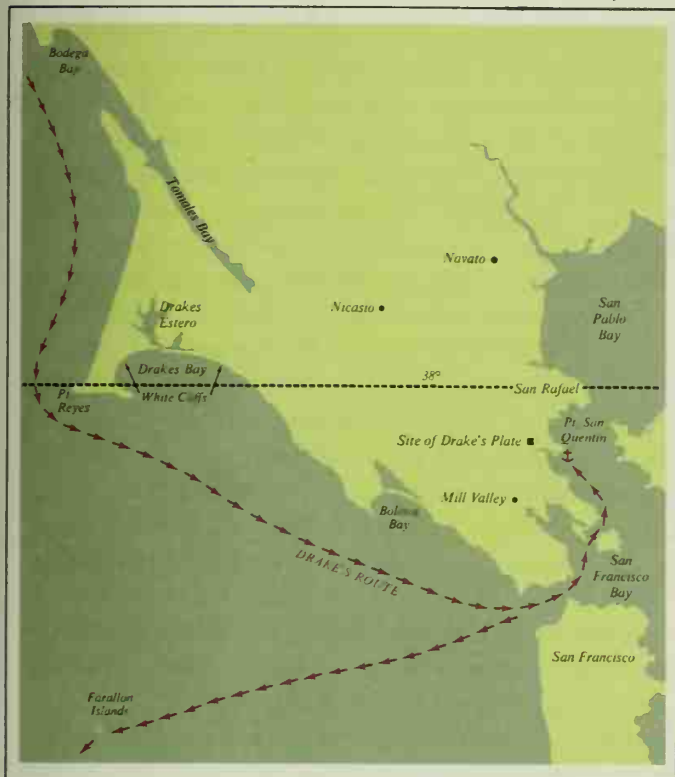 Bodega
Bay
Tomales Bay
Navato
Nicasio
San
Pablo
Bay
Drakes
Estero
Drakes Bay
38°
San Rafael
Pt.
Reyes
White Cliffs
Pt. San
Quentin
Site of Drake's Plate
Mill Valley
Bolinas
Bay
DRAKE'S ROUTE
San
Francisco
Bay
San Francisco
Farallon
Islands